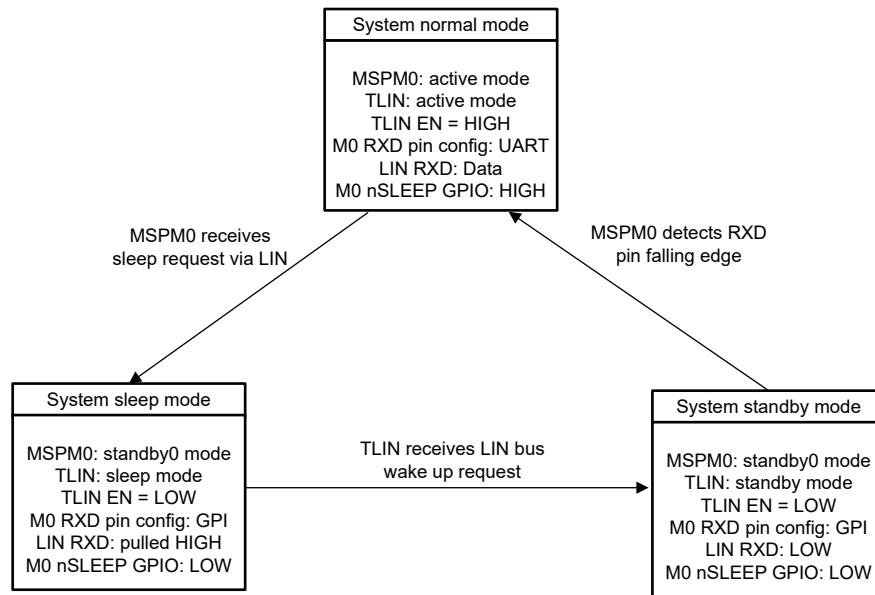 System normal mode
MSPM0: active mode
TLIN: active mode
TLIN EN = HIGH
M0 RXD pin config: UART
LIN RXD: Data
M0 nSLEEP GPIO: HIGH
MSPM0 receives
sleep request via LIN
MSPM0 detects RXD
pin falling edge
System sleep mode
MSPM0: standby0 mode
TLIN: sleep mode
TLIN EN = LOW
M0 RXD pin config: GPI
LIN RXD: pulled HIGH
M0 nSLEEP GPIO: LOW
TLIN receives LIN bus
wake up request
System standby mode
MSPM0: standby0 mode
TLIN: standby mode
TLIN EN = LOW
M0 RXD pin config: GPI
LIN RXD: LOW
M0 nSLEEP GPIO: LOW